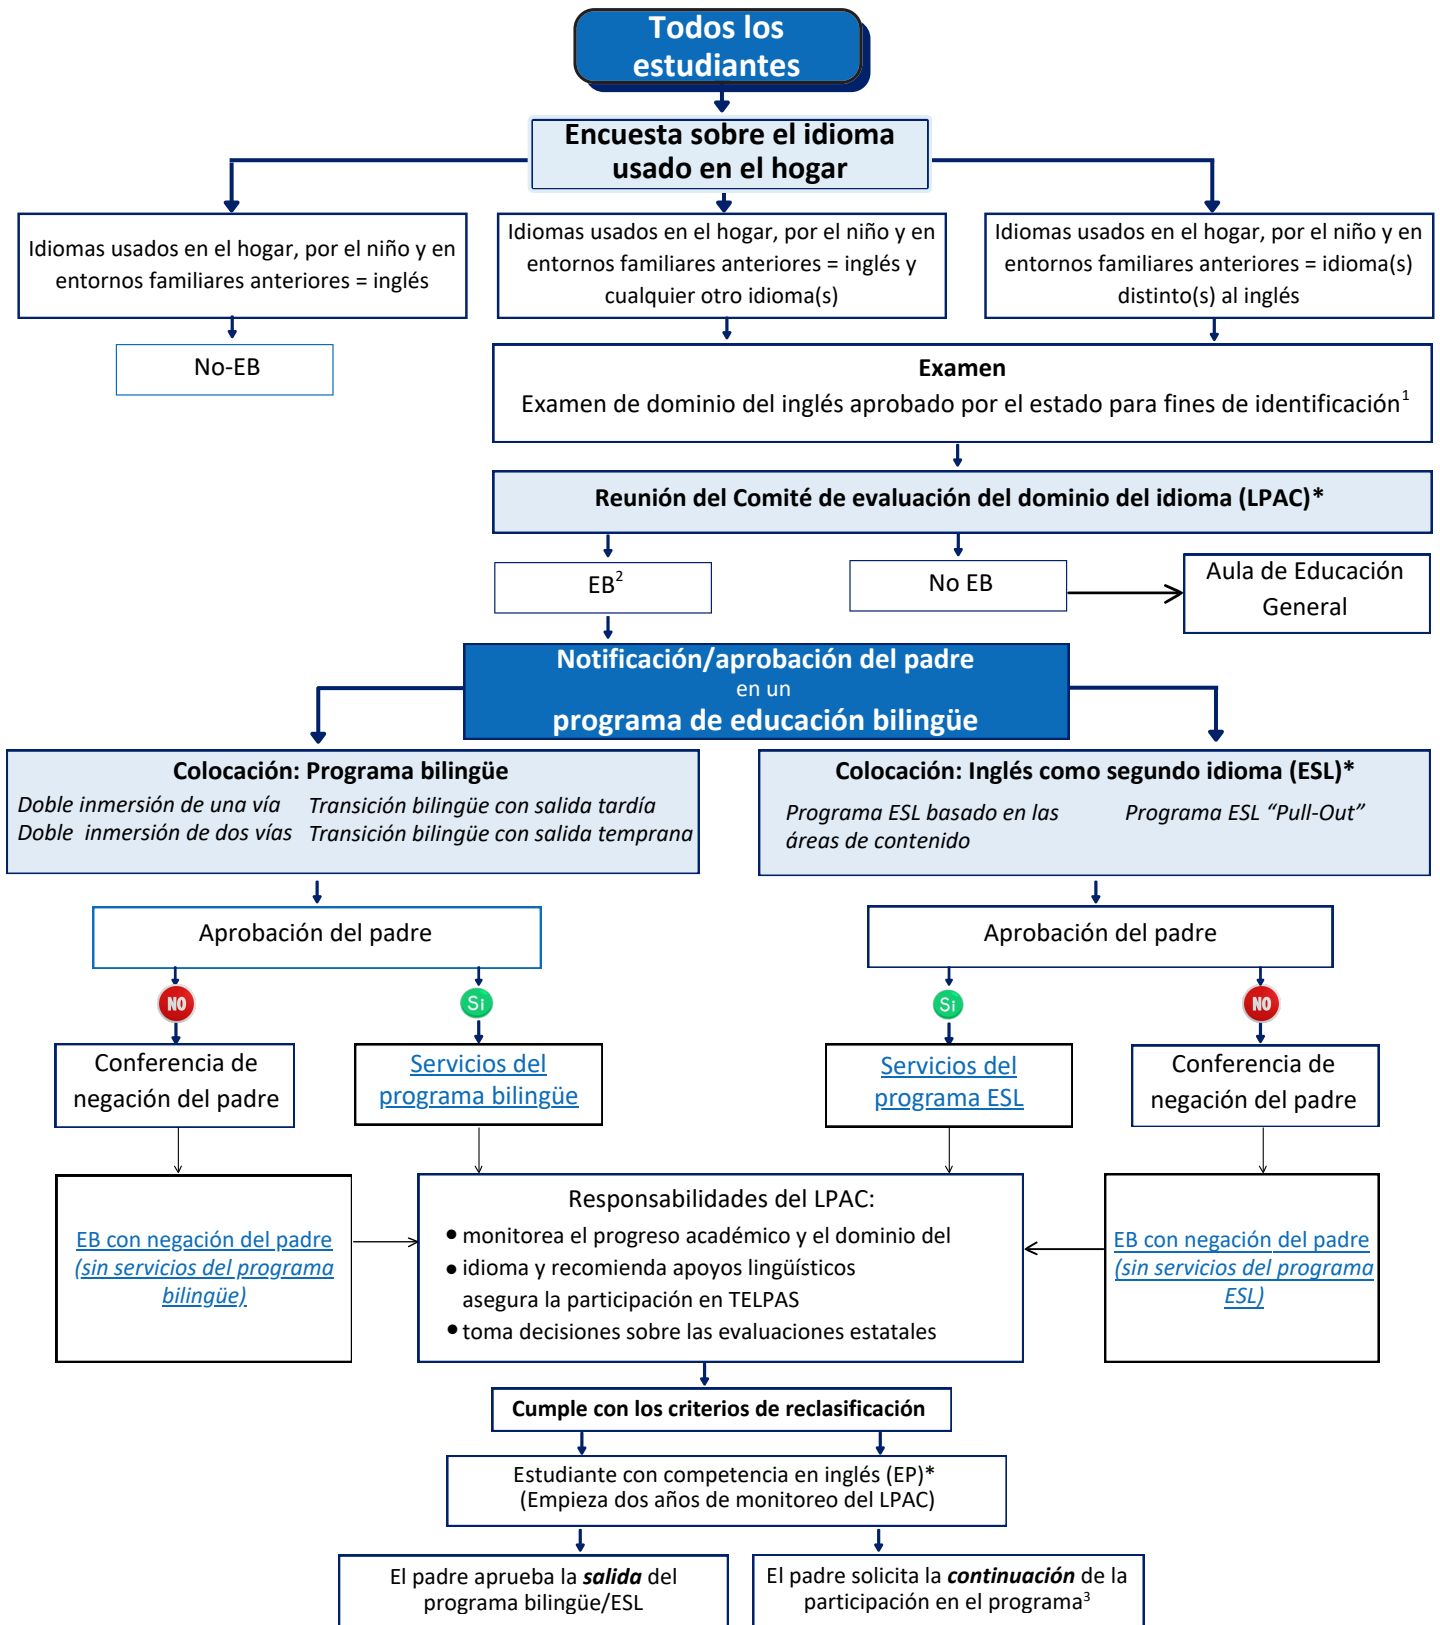 Todos los
estudiantes
Encuesta sobre el idioma
usado en el hogar
Idiomas usados en el hogar, por el niño y en
entornos familiares anteriores = inglés
Idiomas usados en el hogar, por el niño y en
entornos familiares anteriores = inglés y
cualquier otro idioma(s)
Idiomas usados en el hogar, por el niño y en
entornos familiares anteriores = idioma(s)
distinto(s) al inglés
No-EB
Examen
Examen de dominio del inglés aprobado por el estado para fines de identificación¹
Reunión del Comité de evaluación del dominio del idioma (LPAC)*
EB²
No EB
Aula de Educación
General
Notificación/aprobación del padre
en un
programa de educación bilingüe
Colocación: Programa bilingüe
Doble inmersión de una vía
Doble inmersión de dos vías
Transición bilingüe con salida tardía
Transición bilingüe con salida temprana
Colocación: Inglés como segundo idioma (ESL)*
Programa ESL basado en las
áreas de contenido
Programa ESL “Pull-Out”
Aprobación del padre
Aprobación del padre
NO
Si
Si
NO
Conferencia de
negación del padre
Servicios del
programa bilingüe
Servicios del
programa ESL
Conferencia de
negación del padre
EB con negación del padre
(sin servicios del programa
bilingüe)
Responsabilidades del LPAC:
• monitorea el progreso académico y el dominio del
• idioma y recomienda apoyos lingüísticos
asegura la participación en TELPAS
• toma decisiones sobre las evaluaciones estatales
EB con negación del padre
(sin servicios del programa
ESL)
Cumple con los criterios de reclasificación
Estudiante con competencia en inglés (EP)*
(Empieza dos años de monitoreo del LPAC)
El padre aprueba la salida del
programa bilingüe/ESL
El padre solicita la continuación de la
participación en el programa³